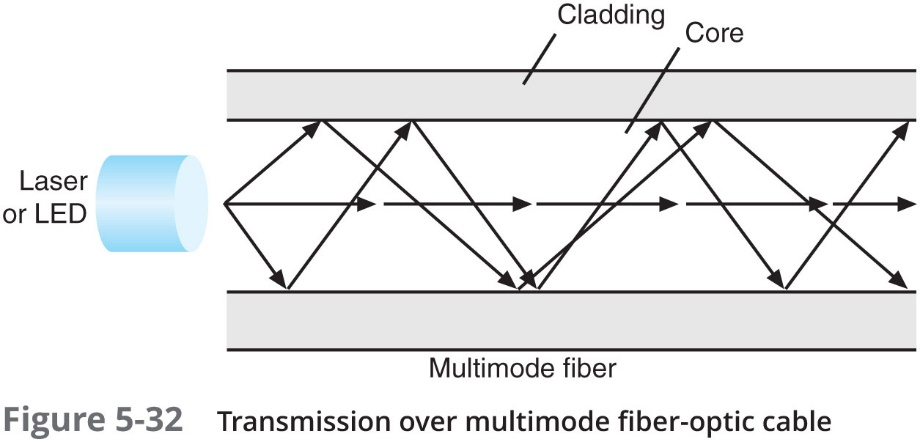 Cladding
Core
Laser
or LED
Multimode fiber
Figure 5-32 Transmission over multimode fiber-optic cable